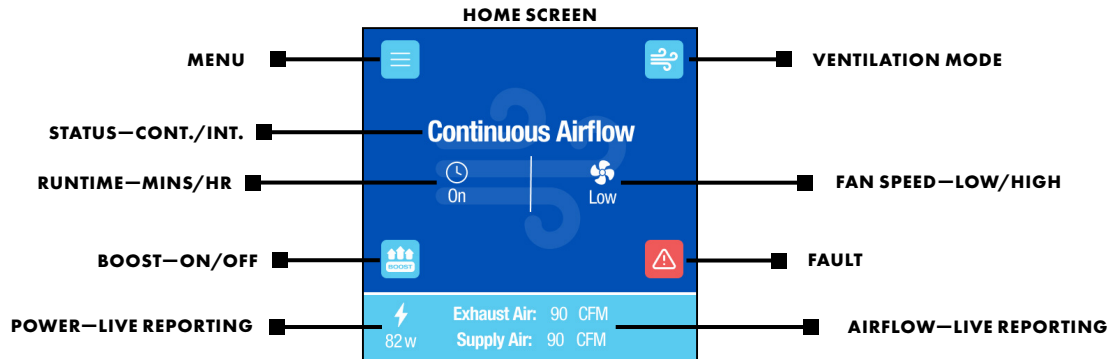 HOME SCREEN
MENU
VENTILATION MODE
STATUS—CONT./INT.
Continuous Airflow
RUNTIME—MINS/HR
On
Low
FAN SPEED—LOW/HIGH
BOOST—ON/OFF
BOOST
FAULT
POWER—LIVE REPORTING
82 w
Exhaust Air: 90 CFM
Supply Air: 90 CFM
AIRFLOW—LIVE REPORTING